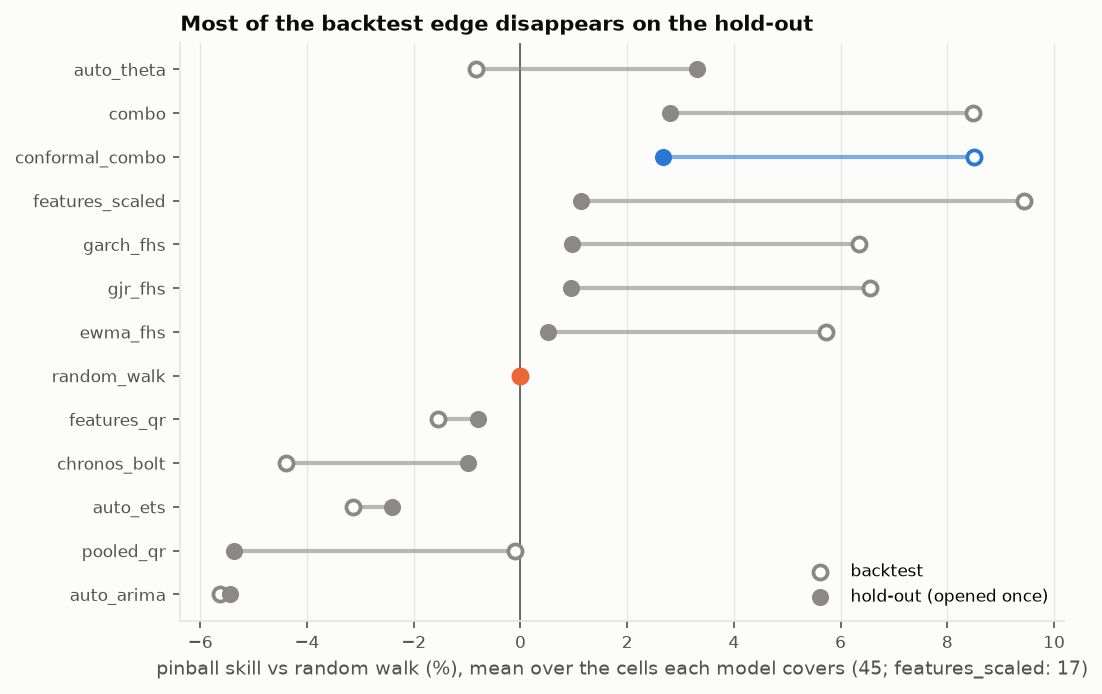 Most of the backtest edge disappears on the hold-out
auto_theta
combo
conformal_combo
features_scaled
garch_fhs
gjr_fhs
ewma_fhs
random_walk
features_qr
chronos_bolt
auto_ets
pooled_qr
auto_arima
backtest
hold-out (opened once)
−6 −4 −2 0 2 4 6 8 10
pinball skill vs random walk (%), mean over the cells each model covers (45; features_scaled: 17)